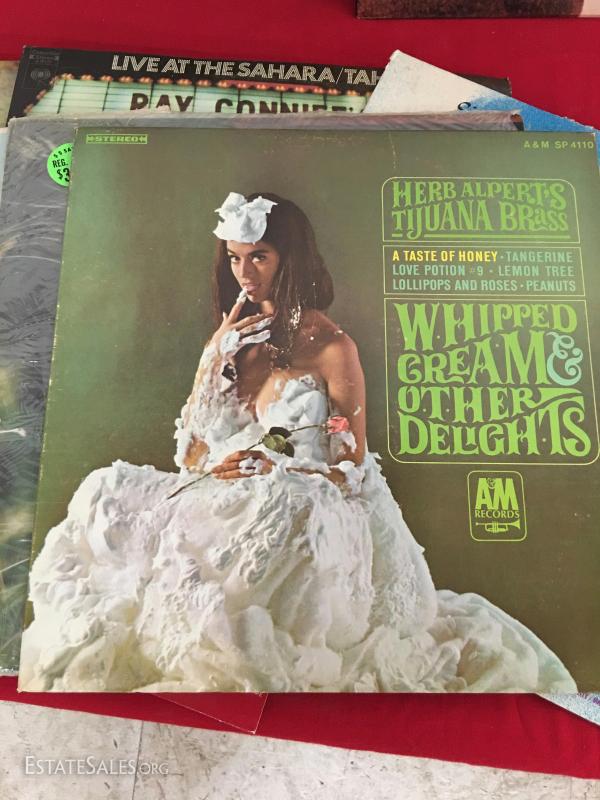 LIVE AT THE SAHARA/TAH
RAY CONNIFF
REG.
STEREO
A & M SP 4110
HERB ALPERT'S
TIJUANA BRASS
A TASTE OF HONEY • TANGERINE
LOVE POTION #9 • LEMON TREE
LOLLIPOPS AND ROSES • PEANUTS
WHIPPED
CREAM &
OTHER
DELIGHTS
A&M
RECORDS
ESTATESALES.ORG